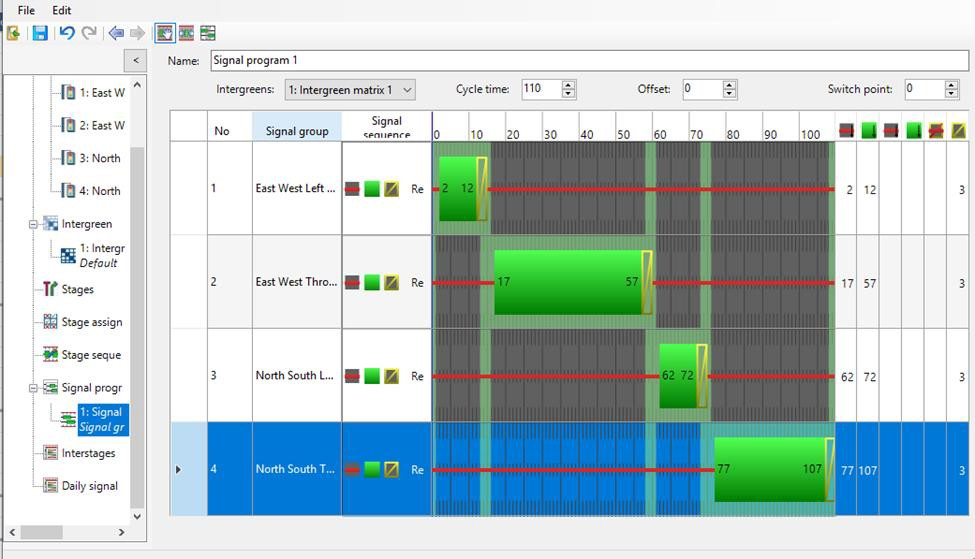 File Edit
<
Name: Signal program 1
Intergreens: 1: Intergreen matrix 1 Cycle time: 110 Offset: 0 Switch point: 0
No Signal group Signal
sequence 0 10 20 30 40 50 60 70 80 90 100
1: East W
2: East W
3: North
4: North
Intergreen
1: Intergr
Default
Stages
Stage assign
Stage seque
Signal progr
1: Signal
Signal gr
Interstages
Daily signal
1 East West Left ... Re 2 12 2 12 3
2 East West Thro... Re 17 57 17 57 3
3 North South L... Re 62 72 62 72 3
4 North South T... Re 77 107 77 107 3